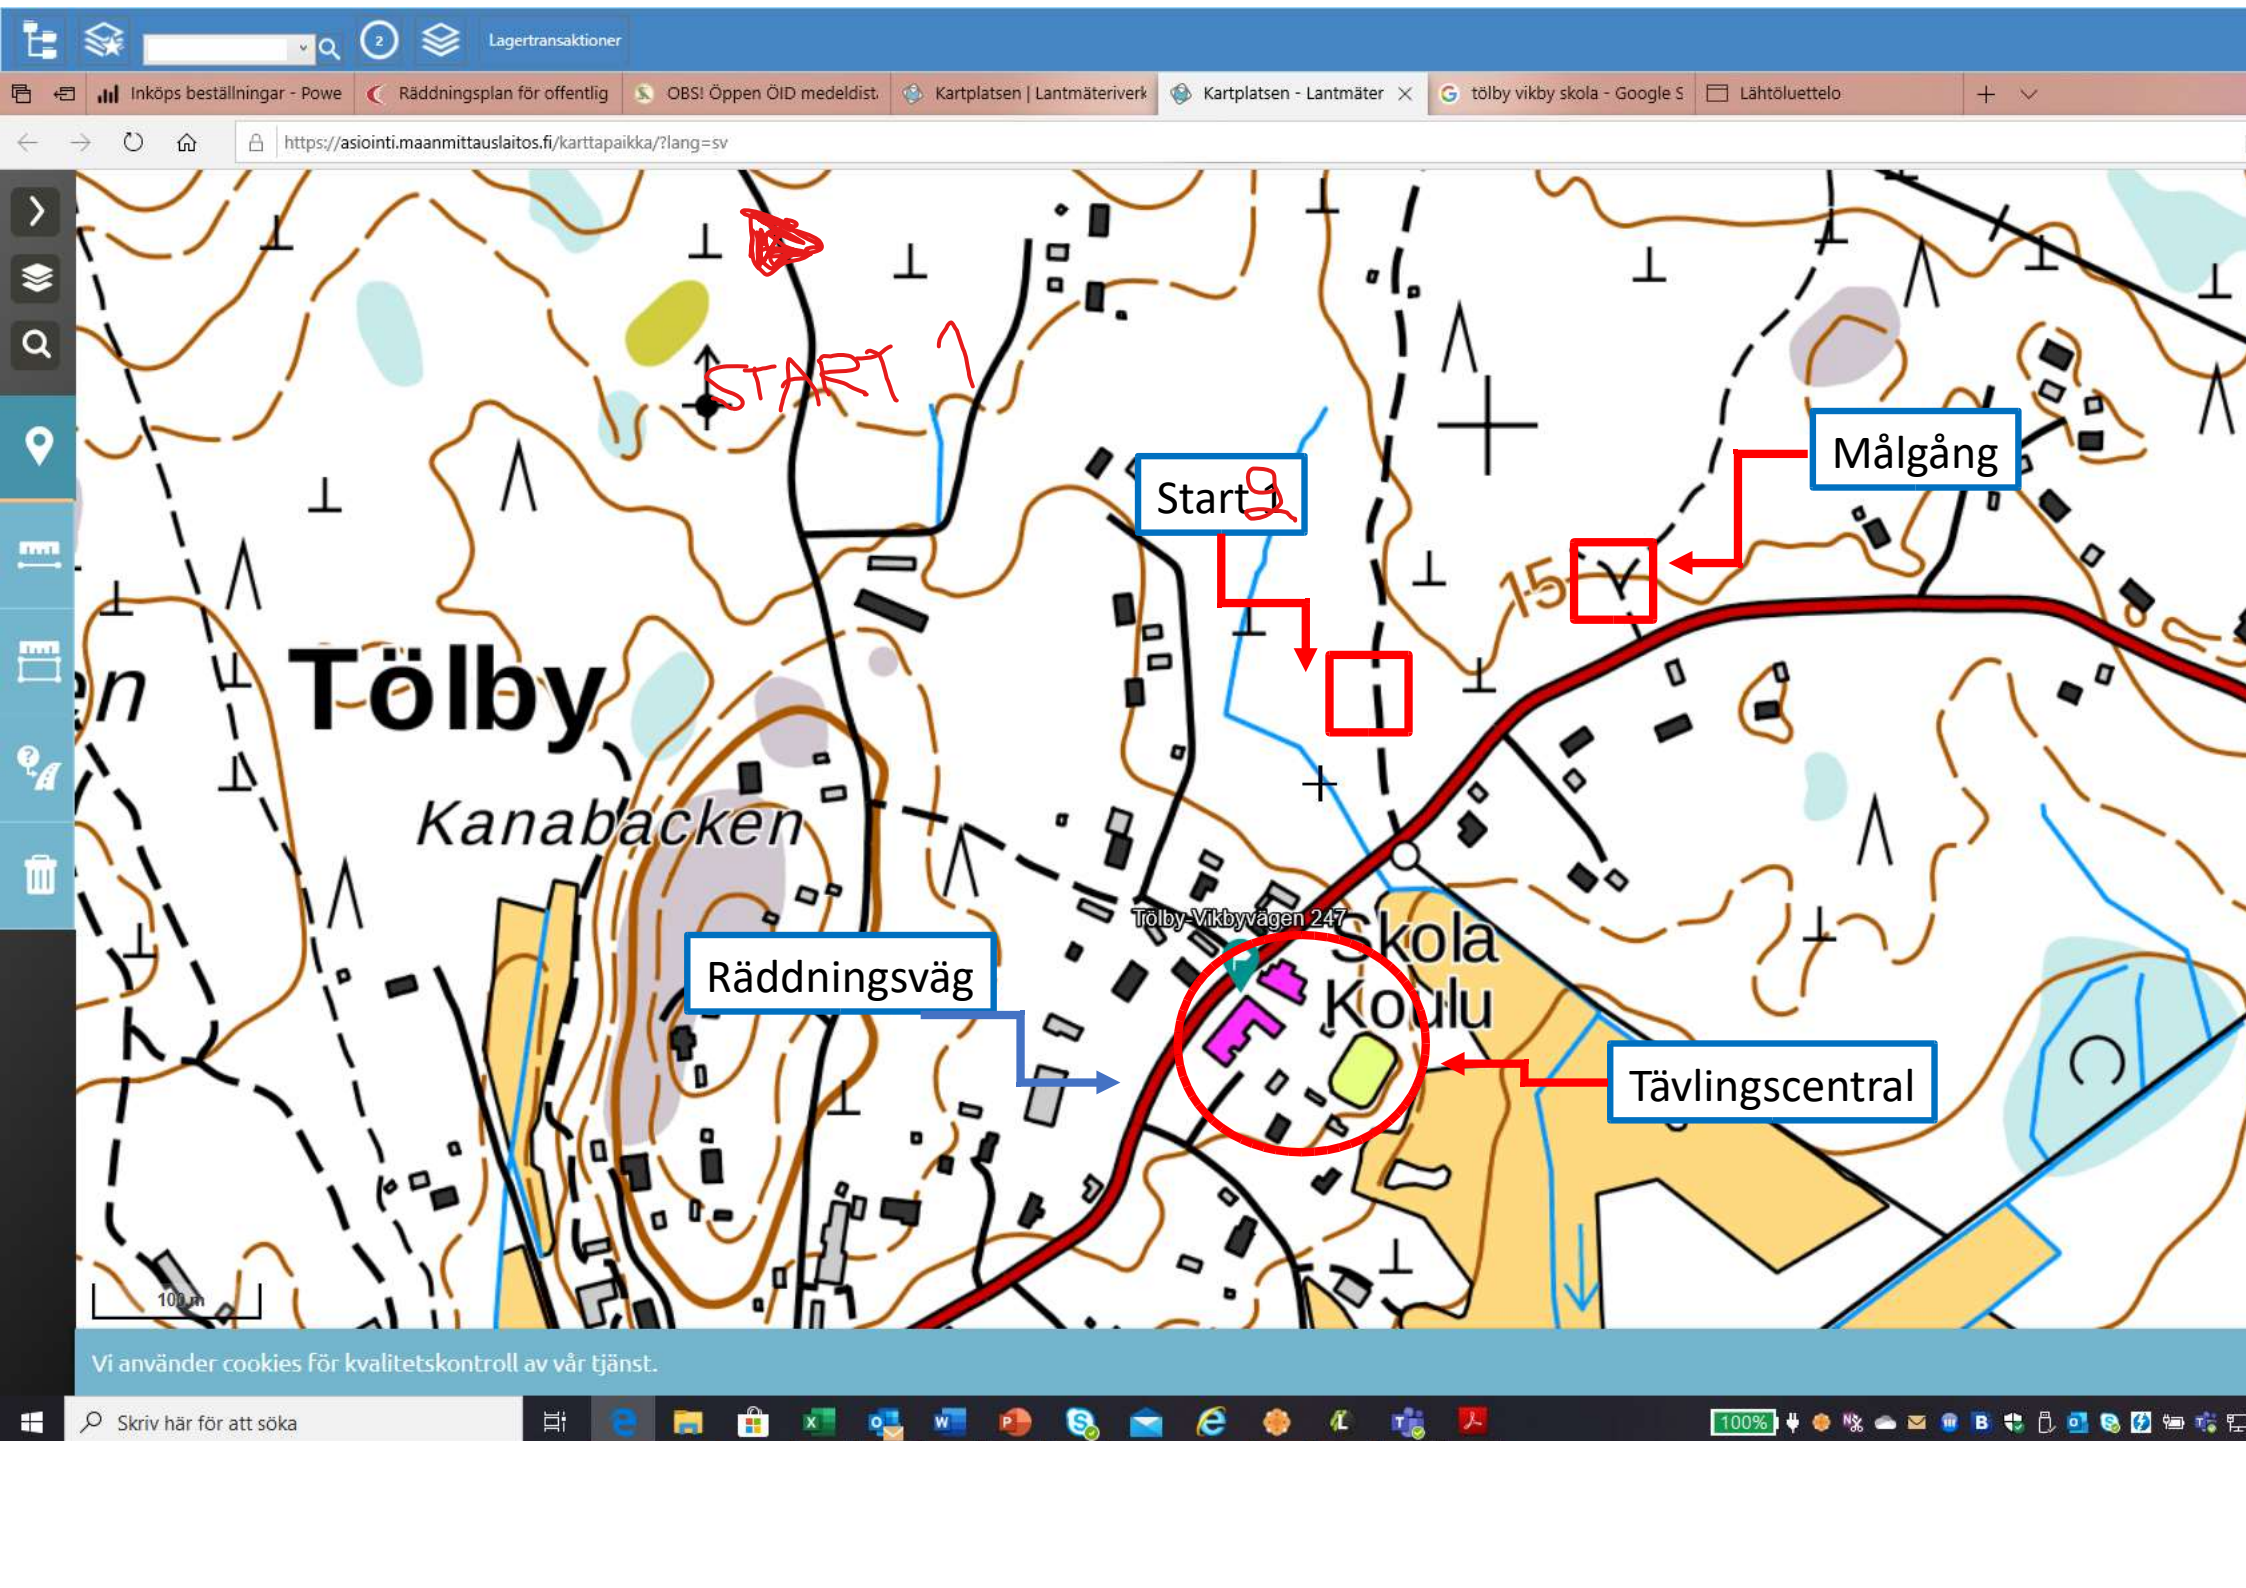 2
Lagertransaktioner
Inköps beställningar - Powe
Räddningsplan för offentlig
OBS! Öppen ÖID medeldist.
Kartplatsen | Lantmäteriverk
Kartplatsen - Lantmäter
tölby vikby skola - Google S
Lähtöluettelo
https://asiointi.maanmittauslaitos.fi/karttapaikka/?lang=sv
START 1
Målgång
Start 2
15
en
Tölby
Kanabacken
Tölby-Vikbyvägen 247
Skola
Koulu
Räddningsväg
Tävlingscentral
100 m
Vi använder cookies för kvalitetskontroll av vår tjänst.
Skriv här för att söka
100%